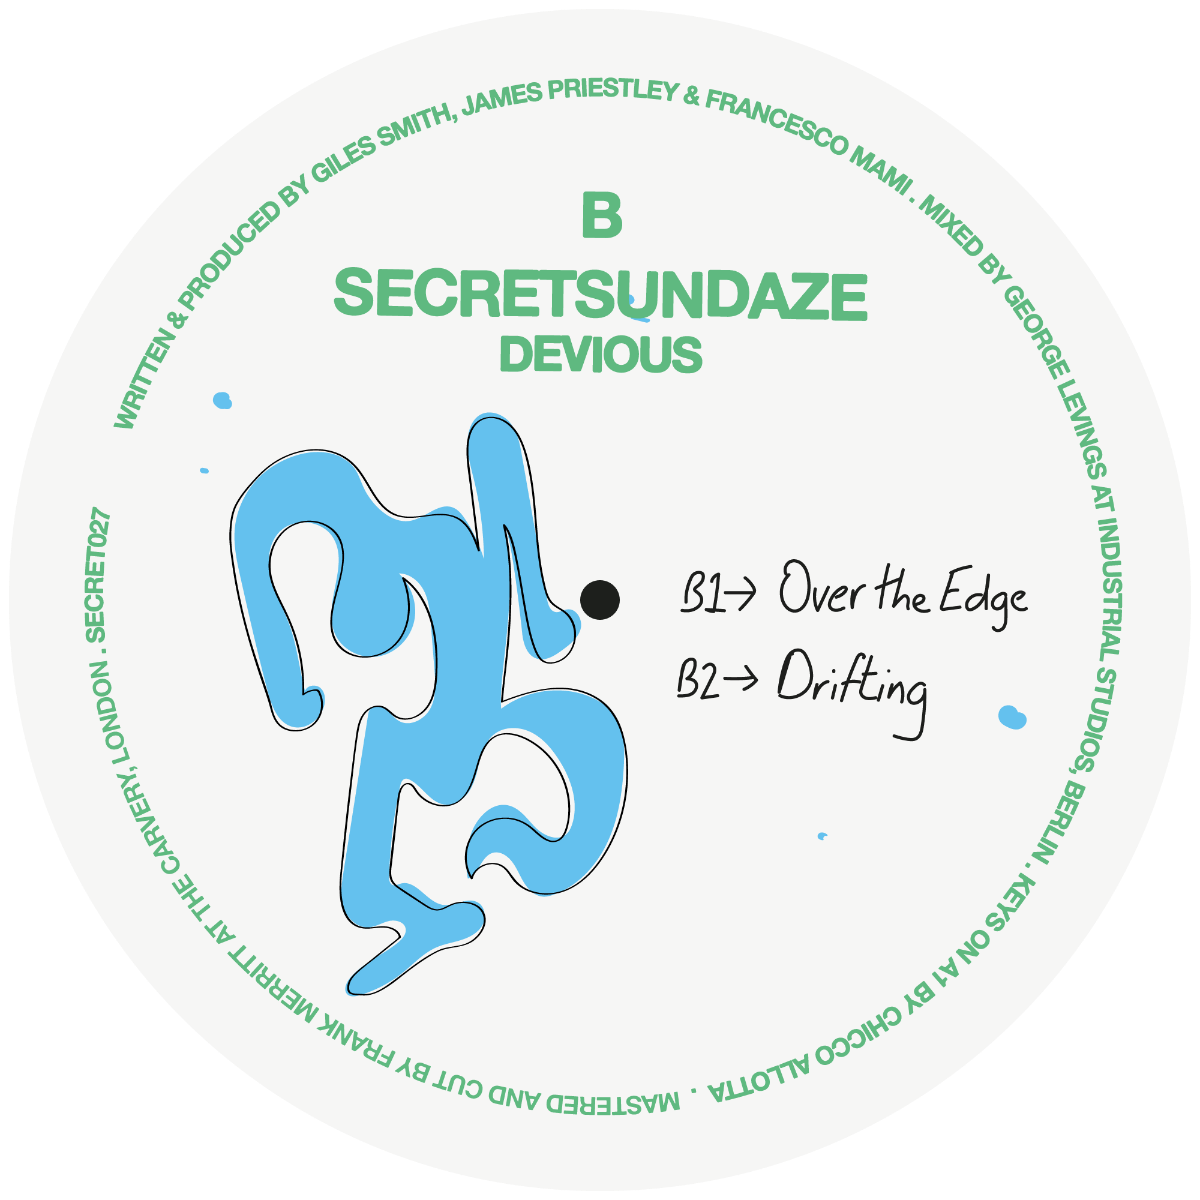 B
SECRETSUNDAZE
DEVIOUS
B1→ Over the Edge
B2→ Drifting
WRITTEN & PRODUCED BY GILES SMITH, JAMES PRIESTLEY & FRANCESCO MAMI . MIXED BY GEORGE LEVINGS AT INDUSTRIAL STUDIOS, BERLIN . KEYS ON A1 BY CHICCO ALLOTTA . MASTERED AND CUT BY FRANK MERRITT AT THE CARVERY, LONDON . SECRET027